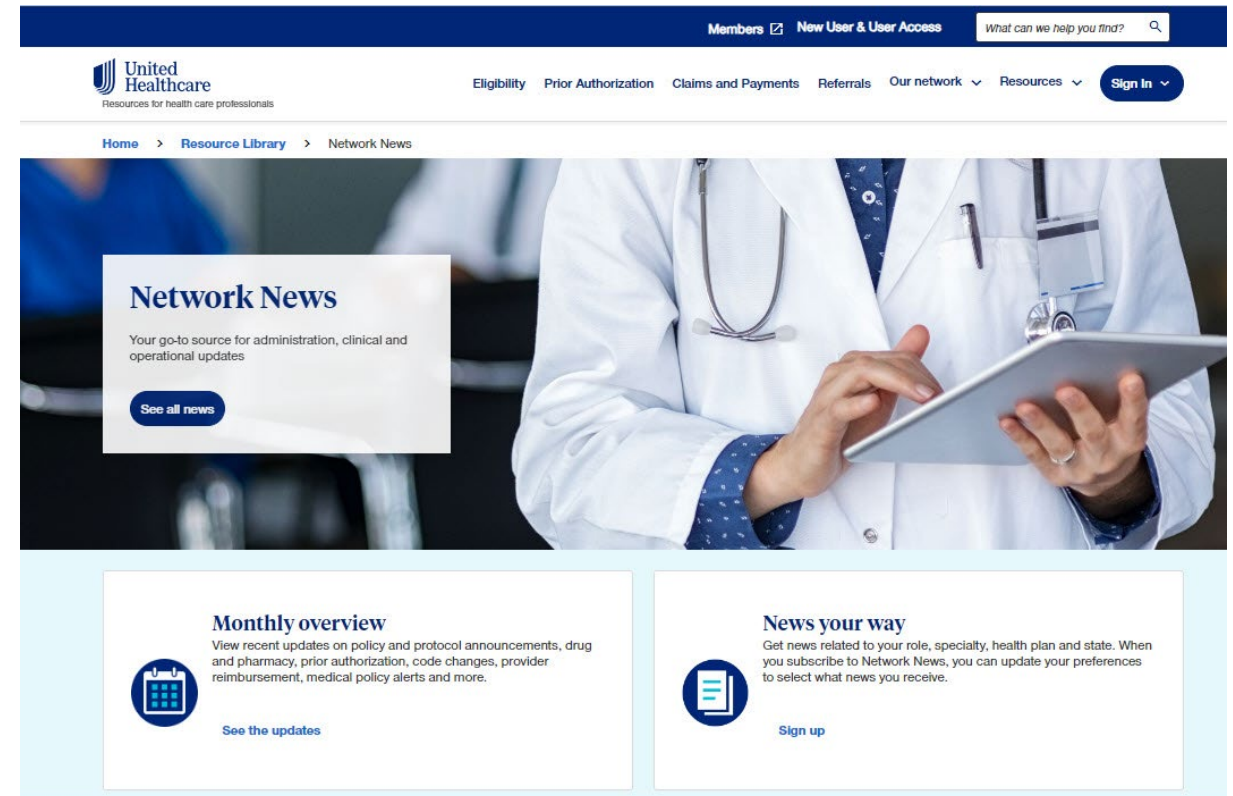 Members
New User & User Access
What can we help you find?
United
Healthcare
Resources for health care professionals
Eligibility
Prior Authorization
Claims and Payments
Referrals
Our network
Resources
Sign In
Home > Resource Library > Network News
Network News
Your go-to source for administration, clinical and
operational updates
See all news
Monthly overview
View recent updates on policy and protocol announcements, drug
and pharmacy, prior authorization, code changes, provider
reimbursement, medical policy alerts and more.
See the updates
News your way
Get news related to your role, specialty, health plan and state. When
you subscribe to Network News, you can update your preferences
to select what news you receive.
Sign up